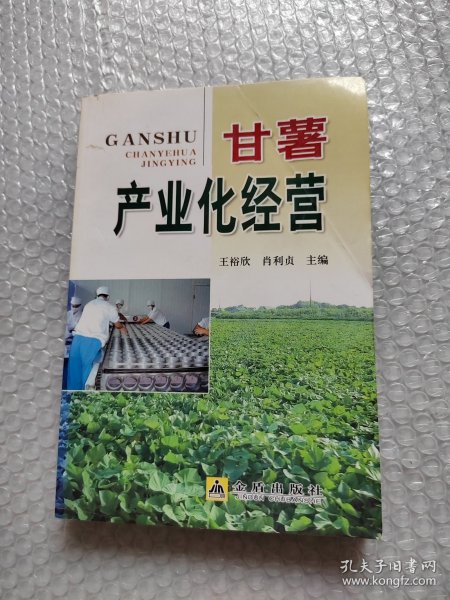 GANSHU
CHANYEHUA
JINGYING
甘薯
产业化经营
王裕欣 肖利贞 主编
金盾出版社
JINDUN CHUBANSHE
孔夫子旧书网
www.kongfz.com